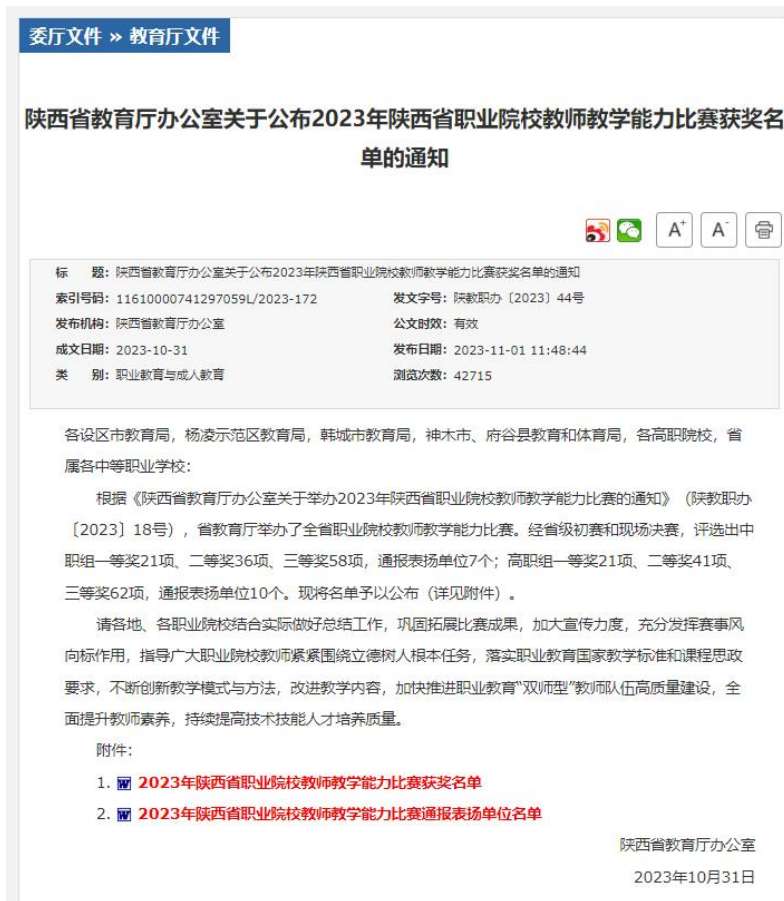 委厅文件 » 教育厅文件
陕西省教育厅办公室关于公布2023年陕西省职业院校教师教学能力比赛获奖名
单的通知
A+ A-
标 题：陕西省教育厅办公室关于公布2023年陕西省职业院校教师教学能力比赛获奖名单的通知
索引号码：11610000741297059L/2023-172 发文字号：陕教职办〔2023〕44号
发布机构：陕西省教育厅办公室 公文时效：有效
成文日期：2023-10-31 发布日期：2023-11-01 11:48:44
类 别：职业教育与成人教育 浏览次数：42715
各设区市教育局，杨凌示范区教育局，韩城市教育局，神木市、府谷县教育和体育局，各高职院校，省
属各中等职业学校：
根据《陕西省教育厅办公室关于举办2023年陕西省职业院校教师教学能力比赛的通知》（陕教职办
〔2023〕18号），省教育厅举办了全省职业院校教师教学能力比赛。经省级初赛和现场决赛，评选出中
职组一等奖21项、二等奖36项、三等奖58项，通报表扬单位7个；高职组一等奖21项、二等奖41项、
三等奖62项，通报表扬单位10个。现将名单予以公布（详见附件）。
请各地、各职业院校结合实际做好总结工作，巩固拓展比赛成果，加大宣传力度，充分发挥赛事风
向标作用，指导广大职业院校教师紧紧围绕立德树人根本任务，落实职业教育国家教学标准和课程思政
要求，不断创新教学模式与方法，改进教学内容，加快推进职业教育“双师型”教师队伍高质量建设，全
面提升教师素养，持续提高技术技能人才培养质量。
附件：
1. 2023年陕西省职业院校教师教学能力比赛获奖名单
2. 2023年陕西省职业院校教师教学能力比赛通报表扬单位名单
陕西省教育厅办公室
2023年10月31日